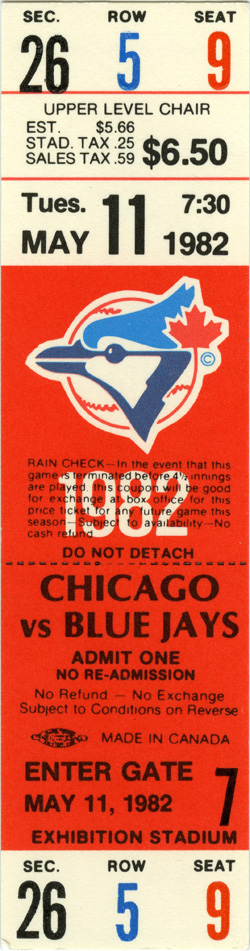 SEC. ROW SEAT
26 5 9
UPPER LEVEL CHAIR
EST. $5.66
STAD. TAX .25
SALES TAX .59
$6.50
Tues. 7:30
MAY 11 1982
©
RAIN CHECK—In the event that this
game is terminated before 4½ innings
are played, this coupon will be good
for exchange at box office for this
price ticket for any future game this
season—Subject to availability—No
cash refund.
1982
DO NOT DETACH
CHICAGO
vs BLUE JAYS
ADMIT ONE
NO RE-ADMISSION
No Refund — No Exchange
Subject to Conditions on Reverse
MADE IN CANADA
ENTER GATE 7
MAY 11, 1982
EXHIBITION STADIUM
SEC. ROW SEAT
26 5 9